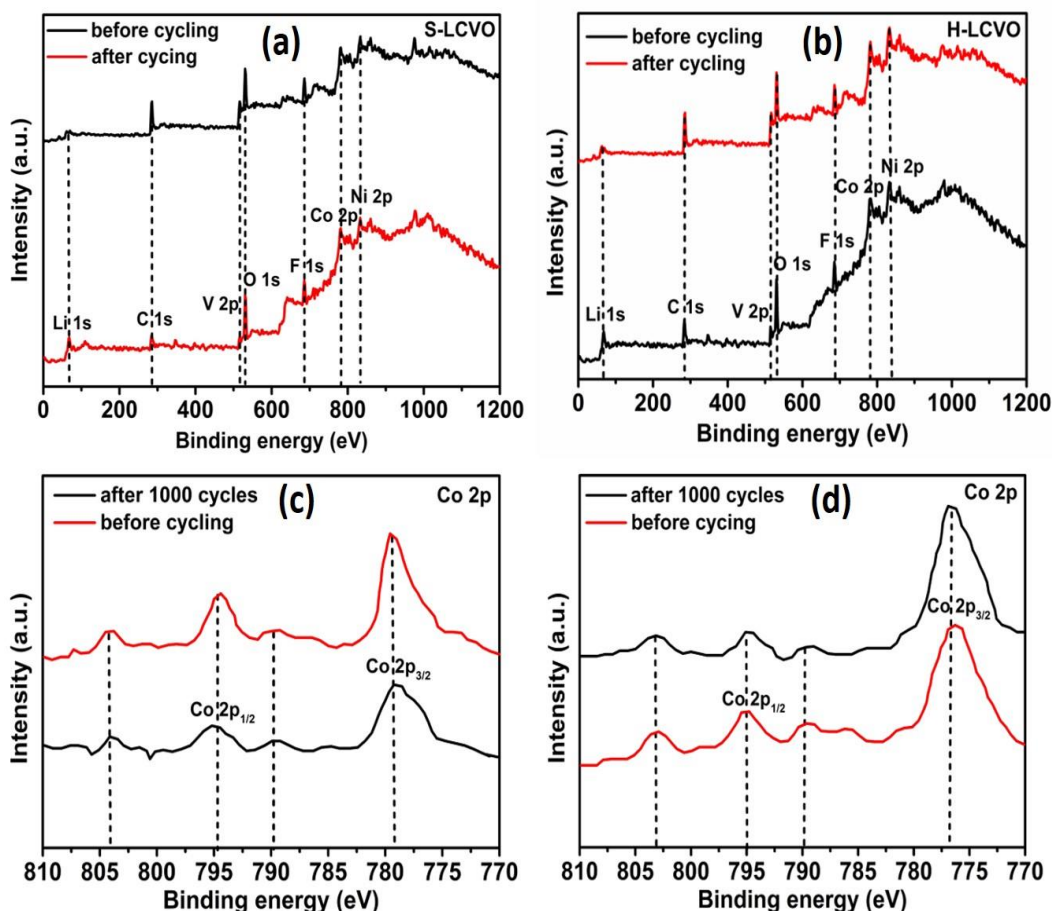 before cycling
after cycing
(a)
S-LCVO
Li 1s
C 1s
V 2p
O 1s
F 1s
Co 2p
Ni 2p
Intensity (a.u.)
0 200 400 600 800 1000 1200
Binding energy (eV)
before cycling
after cycling
(b)
H-LCVO
Li 1s
C 1s
V 2p
O 1s
F 1s
Co 2p
Ni 2p
Intensity (a.u.)
0 200 400 600 800 1000 1200
Binding energy (eV)
after 1000 cycles
before cycling
(c)
Co 2p
Co 2p1/2
Co 2p3/2
Intensity (a.u.)
810 805 800 795 790 785 780 775 770
Binding energy (eV)
after 1000 cycles
before cycing
(d)
Co 2p
Co 2p3/2
Co 2p1/2
Intensity (a.u.)
810 805 800 795 790 785 780 775 770
Binding energy (eV)